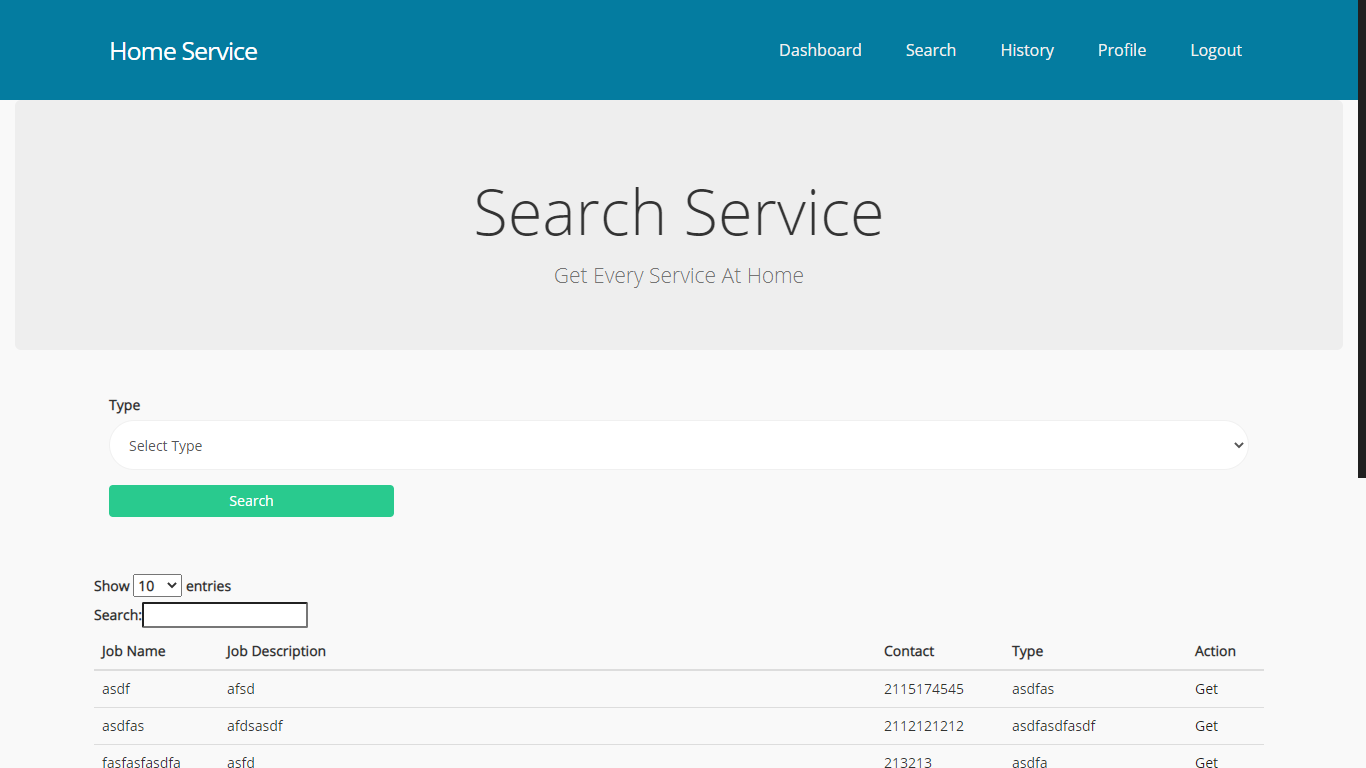 Home Service Dashboard Search History Profile Logout
Search Service
Get Every Service At Home
Type
Select Type
Search
Show 10 entries
Search:
Job Name Job Description Contact Type Action
asdf afsd 2115174545 asdfas Get
asdfas afdsasdf 2112121212 asdfasdfasdf Get
fasfasfasdfa asfd 213213 asdfa Get